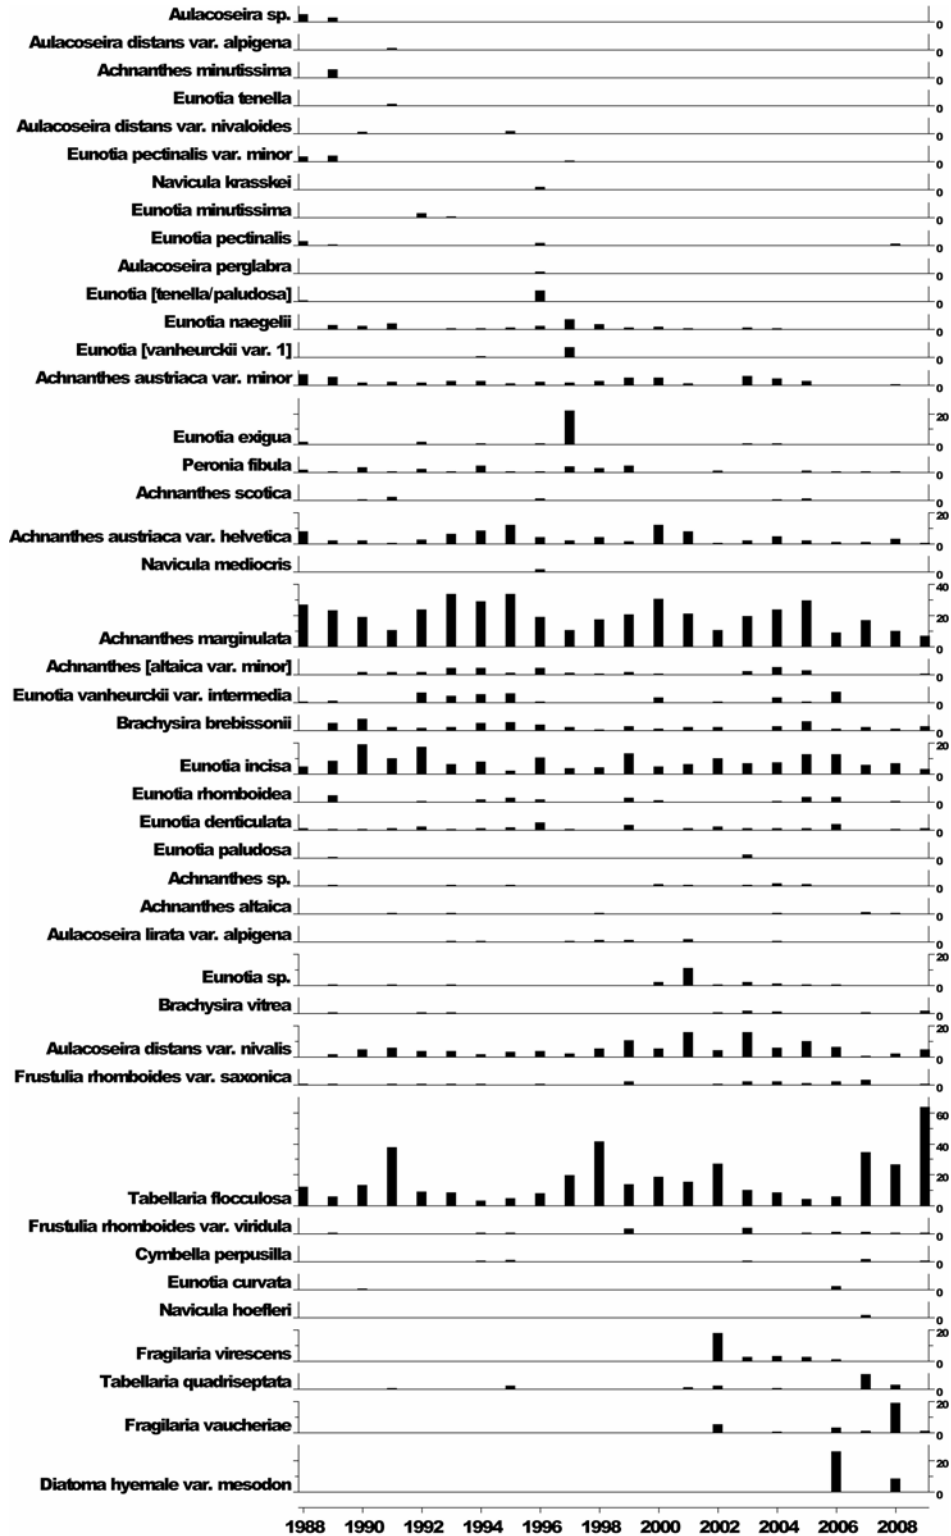 Aulacoseira sp. 0
Aulacoseira distans var. alpigena 0
Achnanthes minutissima 0
Eunotia tenella 0
Aulacoseira distans var. nivaloides 0
Eunotia pectinalis var. minor 0
Navicula krasskei 0
Eunotia minutissima 0
Eunotia pectinalis 0
Aulacoseira perglabra 0
Eunotia [tenella/paludosa] 0
Eunotia naegelii 0
Eunotia [vanheurckii var. 1] 0
Achnanthes austriaca var. minor 0
20
Eunotia exigua 0
Peronia fibula 0
Achnanthes scotica 0
20
Achnanthes austriaca var. helvetica 0
Navicula mediocris 0
40
20
Achnanthes marginulata 0
Achnanthes [altaica var. minor] 0
Eunotia vanheurckii var. intermedia 0
Brachysira brebissonii 0
20
Eunotia incisa 0
Eunotia rhomboidea 0
Eunotia denticulata 0
Eunotia paludosa 0
Achnanthes sp. 0
Achnanthes altaica 0
Aulacoseira lirata var. alpigena 0
20
Eunotia sp. 0
Brachysira vitrea 0
20
Aulacoseira distans var. nivalis 0
Frustulia rhomboides var. saxonica 0
60
40
20
Tabellaria flocculosa 0
Frustulia rhomboides var. viridula 0
Cymbella perpusilla 0
Eunotia curvata 0
Navicula hoefleri 0
20
Fragilaria virescens 0
Tabellaria quadriseptata 0
20
Fragilaria vaucheriae 0
20
Diatoma hyemale var. mesodon 0
1988 1990 1992 1994 1996 1998 2000 2002 2004 2006 2008